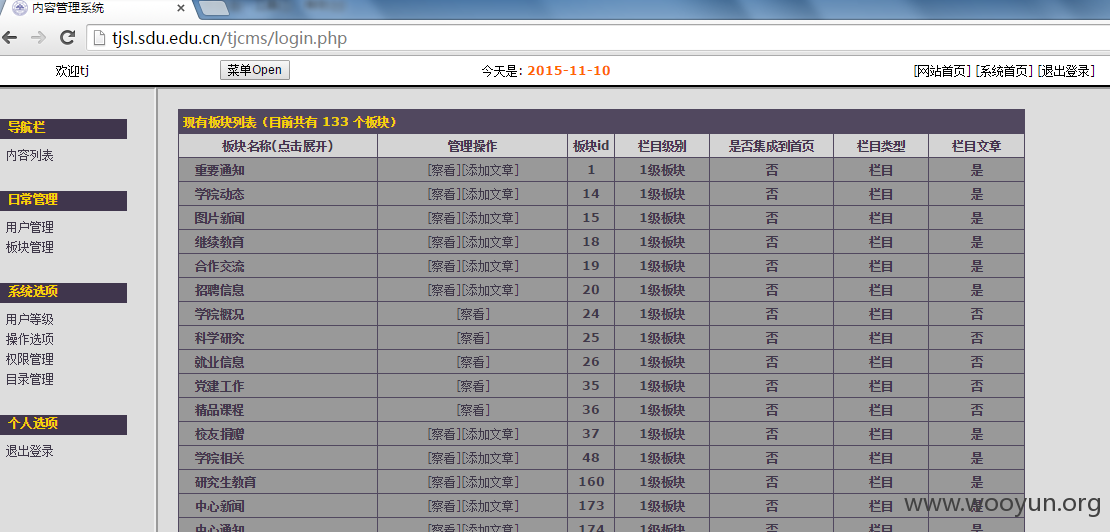 内容管理系统
tjsl.sdu.edu.cn/tjcms/login.php
欢迎tj 菜单Open 今天是: 2015-11-10 [网站首页] [系统首页] [退出登录]
导航栏
内容列表
日常管理
用户管理
板块管理
系统选项
用户等级
操作选项
权限管理
目录管理
个人选项
退出登录
现有板块列表（目前共有 133 个板块）
板块名称(点击展开) 管理操作 板块id 栏目级别 是否集成到首页 栏目类型 栏目文章
重要通知 [察看][添加文章] 1 1级板块 否 栏目 是
学院动态 [察看][添加文章] 14 1级板块 否 栏目 是
图片新闻 [察看][添加文章] 15 1级板块 否 栏目 是
继续教育 [察看][添加文章] 18 1级板块 否 栏目 是
合作交流 [察看][添加文章] 19 1级板块 否 栏目 是
招聘信息 [察看][添加文章] 20 1级板块 否 栏目 是
学院概况 [察看] 24 1级板块 否 栏目 否
科学研究 [察看] 25 1级板块 否 栏目 否
就业信息 [察看] 26 1级板块 否 栏目 否
党建工作 [察看] 35 1级板块 否 栏目 否
精品课程 [察看] 36 1级板块 否 栏目 否
校友捐赠 [察看][添加文章] 37 1级板块 否 栏目 是
学院相关 [察看][添加文章] 48 1级板块 否 栏目 是
研究生教育 [察看][添加文章] 160 1级板块 否 栏目 是
中心新闻 [察看][添加文章] 173 1级板块 否 栏目 是
中心通知 [察看][添加文章] 174 1级板块 否 栏目 是
www.wooyun.org